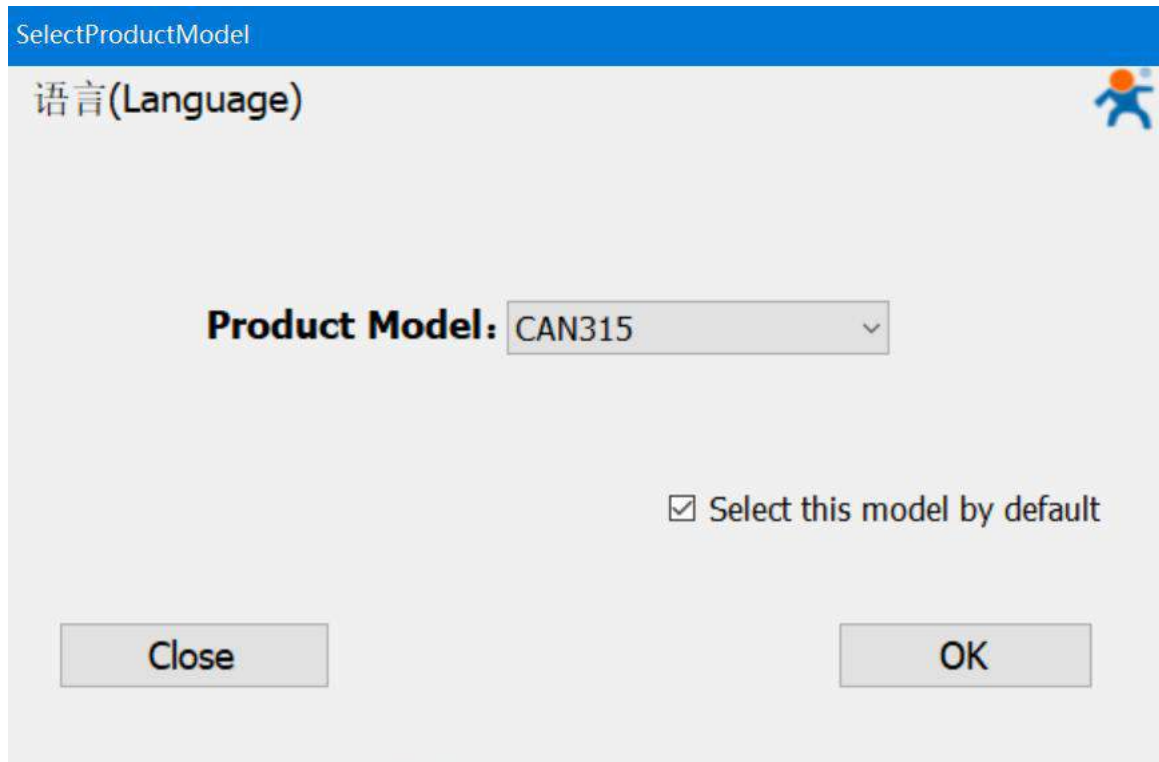 SelectProductModel
语言(Language)
Product Model： CAN315
Select this model by default
Close
OK